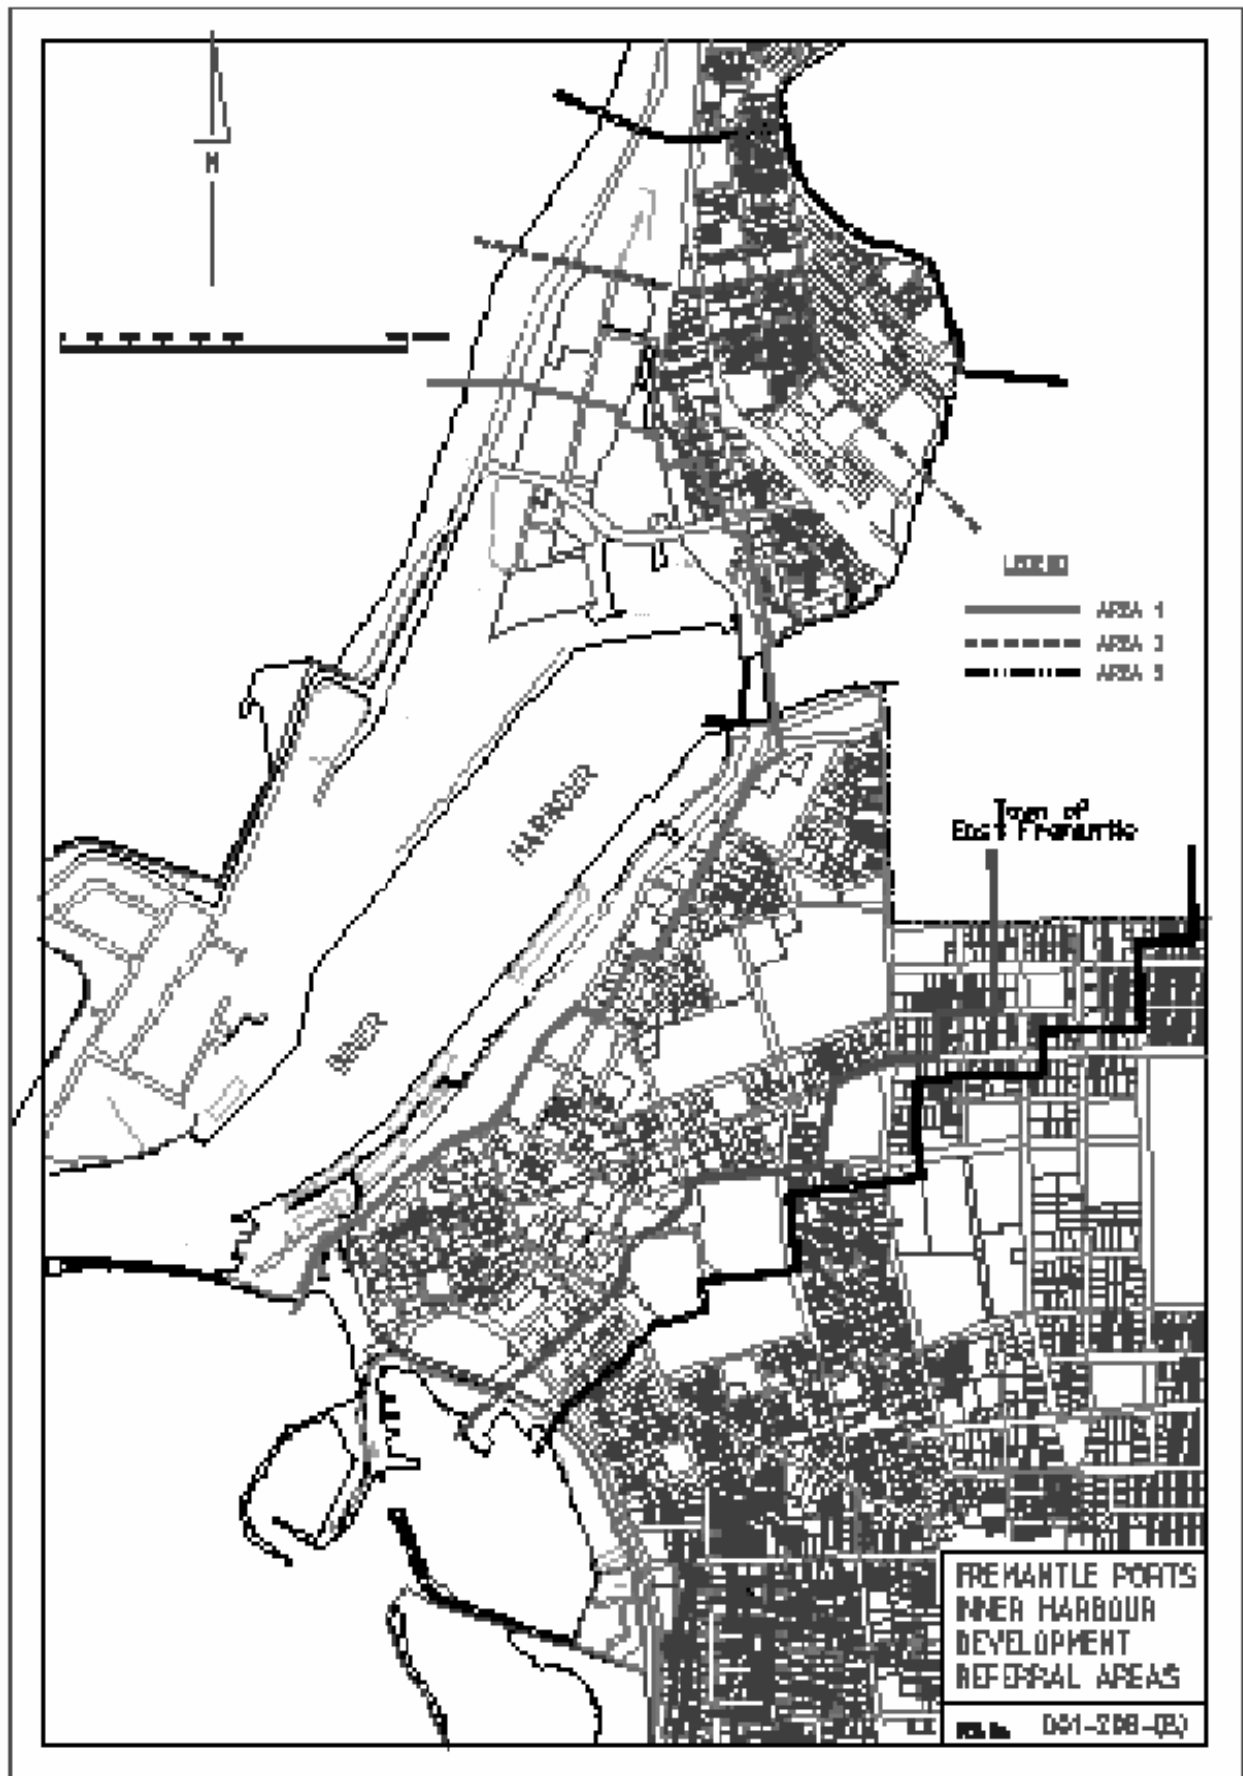 N
LEGEND
AREA 1
AREA 2
AREA 3
HARBOUR
Town of
East Fremantle
INNER
FREMANTLE PORTS
INNER HARBOUR
DEVELOPMENT
REFERRAL AREAS